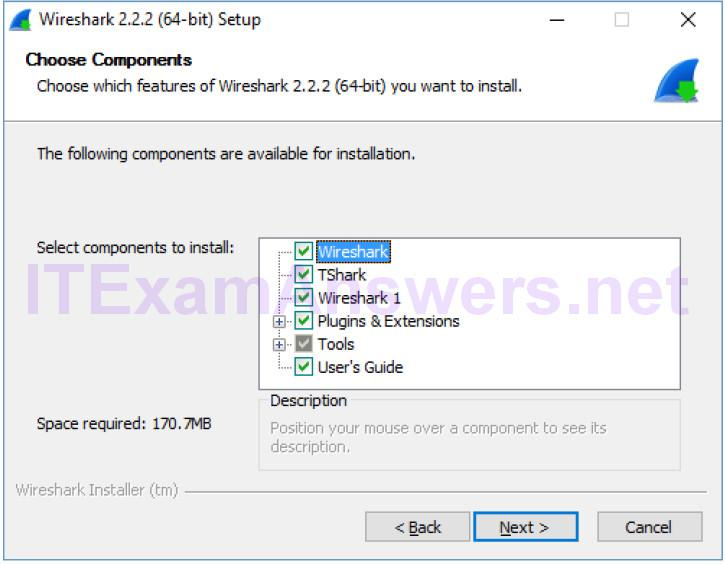 Wireshark 2.2.2 (64-bit) Setup
Choose Components
Choose which features of Wireshark 2.2.2 (64-bit) you want to install.
The following components are available for installation.
Select components to install:
Wireshark
TShark
Wireshark 1
Plugins & Extensions
Tools
User's Guide
ITExamAnswers.net
Space required: 170.7MB
Description
Position your mouse over a component to see its
description.
Wireshark Installer (tm)
< Back
Next >
Cancel